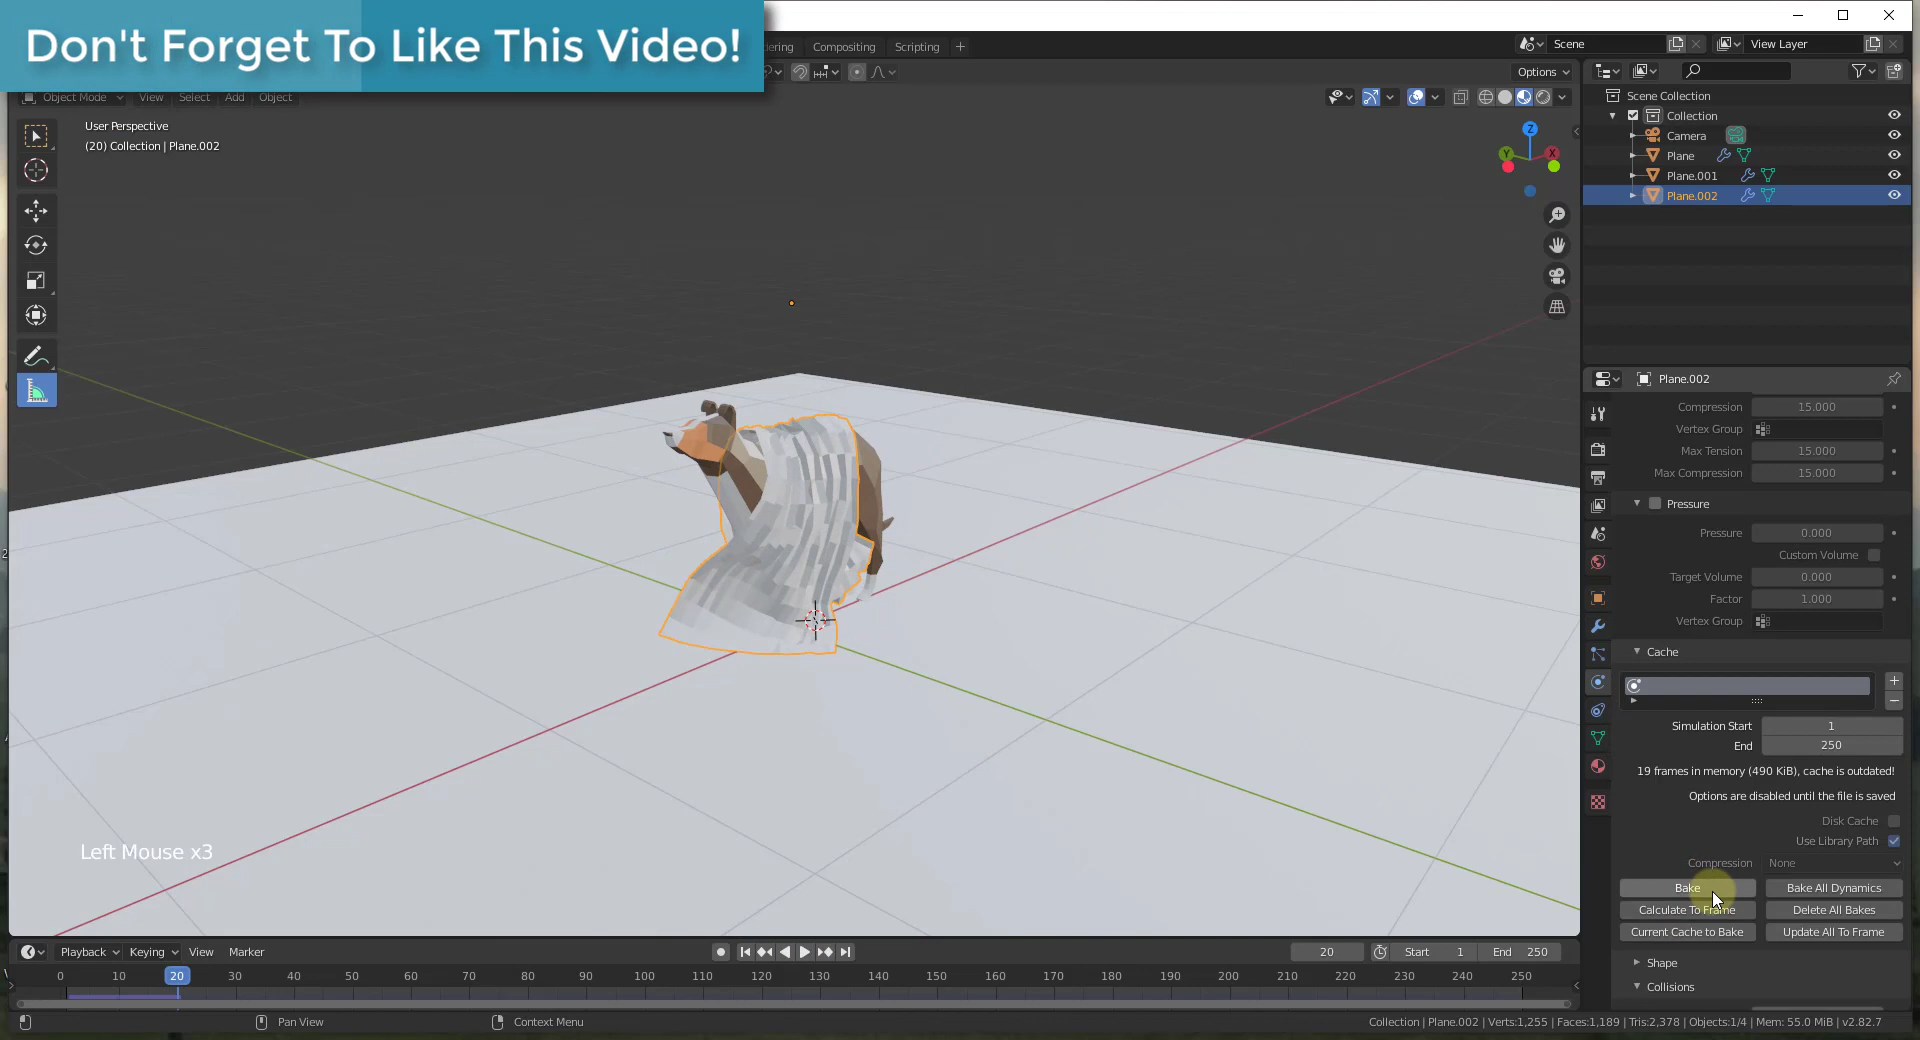 Don't Forget To Like This Video!
Compositing
Scripting
+
Scene
View Layer
Object Mode
View
Select
Add
Object
Options
User Perspective
(20) Collection | Plane.002
Z
Y
X
Scene Collection
Collection
Camera
Plane
Plane.001
Plane.002
Plane.002
Compression 15.000
Vertex Group
Max Tension 15.000
Max Compression 15.000
Pressure
Pressure 0.000
Custom Volume
Target Volume 0.000
Factor 1.000
Vertex Group
Cache
Simulation Start 1
End 250
19 frames in memory (490 KiB), cache is outdated!
Options are disabled until the file is saved
Disk Cache
Use Library Path
Compression None
Bake
Bake All Dynamics
Calculate To Frame
Delete All Bakes
Current Cache to Bake
Update All To Frame
Shape
Collisions
Left Mouse x3
Playback
Keying
View
Marker
20
Start 1
End 250
0 10 20 30 40 50 60 70 80 90 100 110 120 130 140 150 160 170 180 190 200 210 220 230 240 250
Pan View
Context Menu
Collection | Plane.002 | Verts:1,255 | Faces:1,189 | Tris:2,378 | Objects:1/4 | Mem: 55.0 MiB | v2.82.7